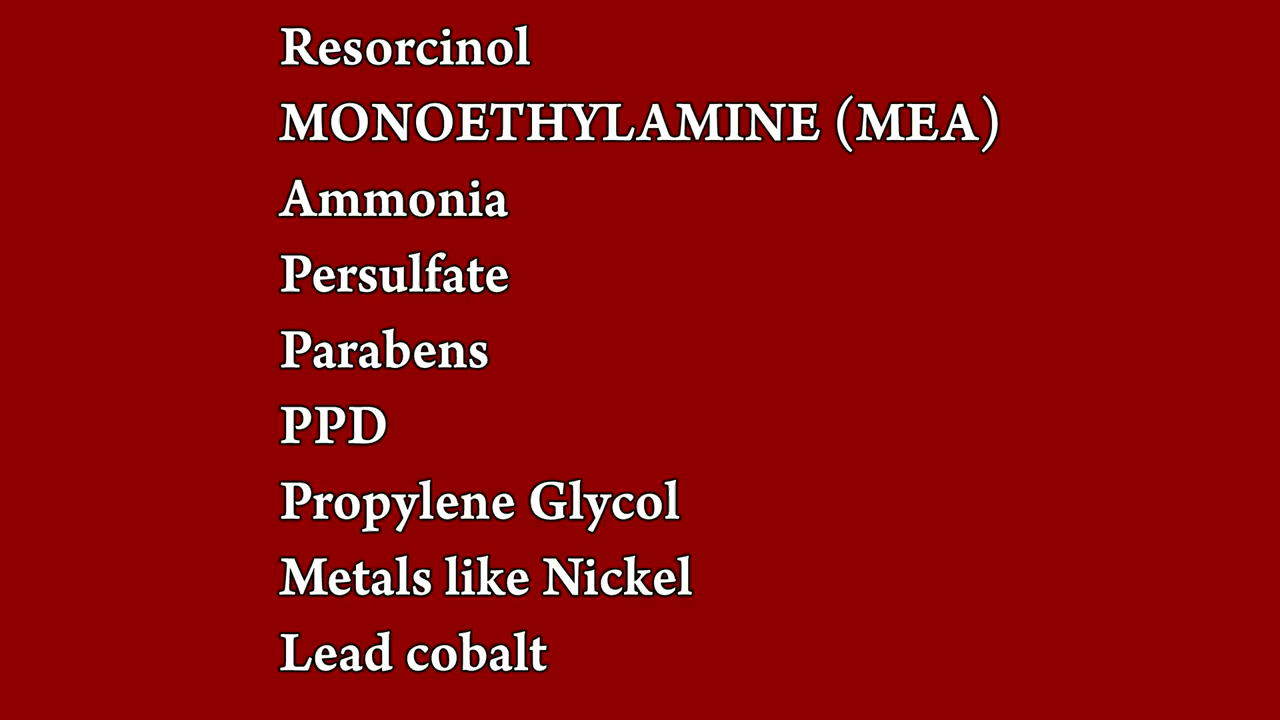 Resorcinol
MONOETHYLAMINE (MEA)
Ammonia
Persulfate
Parabens
PPD
Propylene Glycol
Metals like Nickel
Lead cobalt